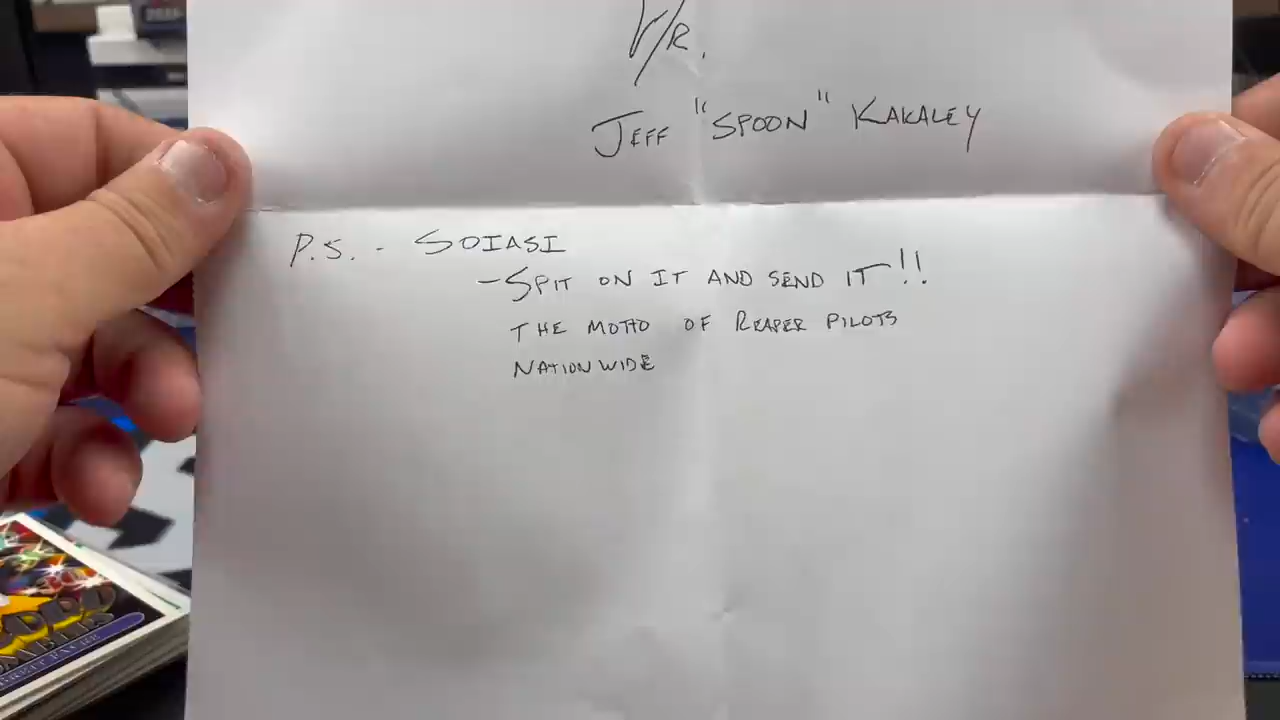 V/R.
JEFF "SPOON" KAKALEY
P.S. - SOIASI
- SPIT ON IT AND SEND IT!!
THE MOTTO OF REAPER PILOTS
NATIONWIDE